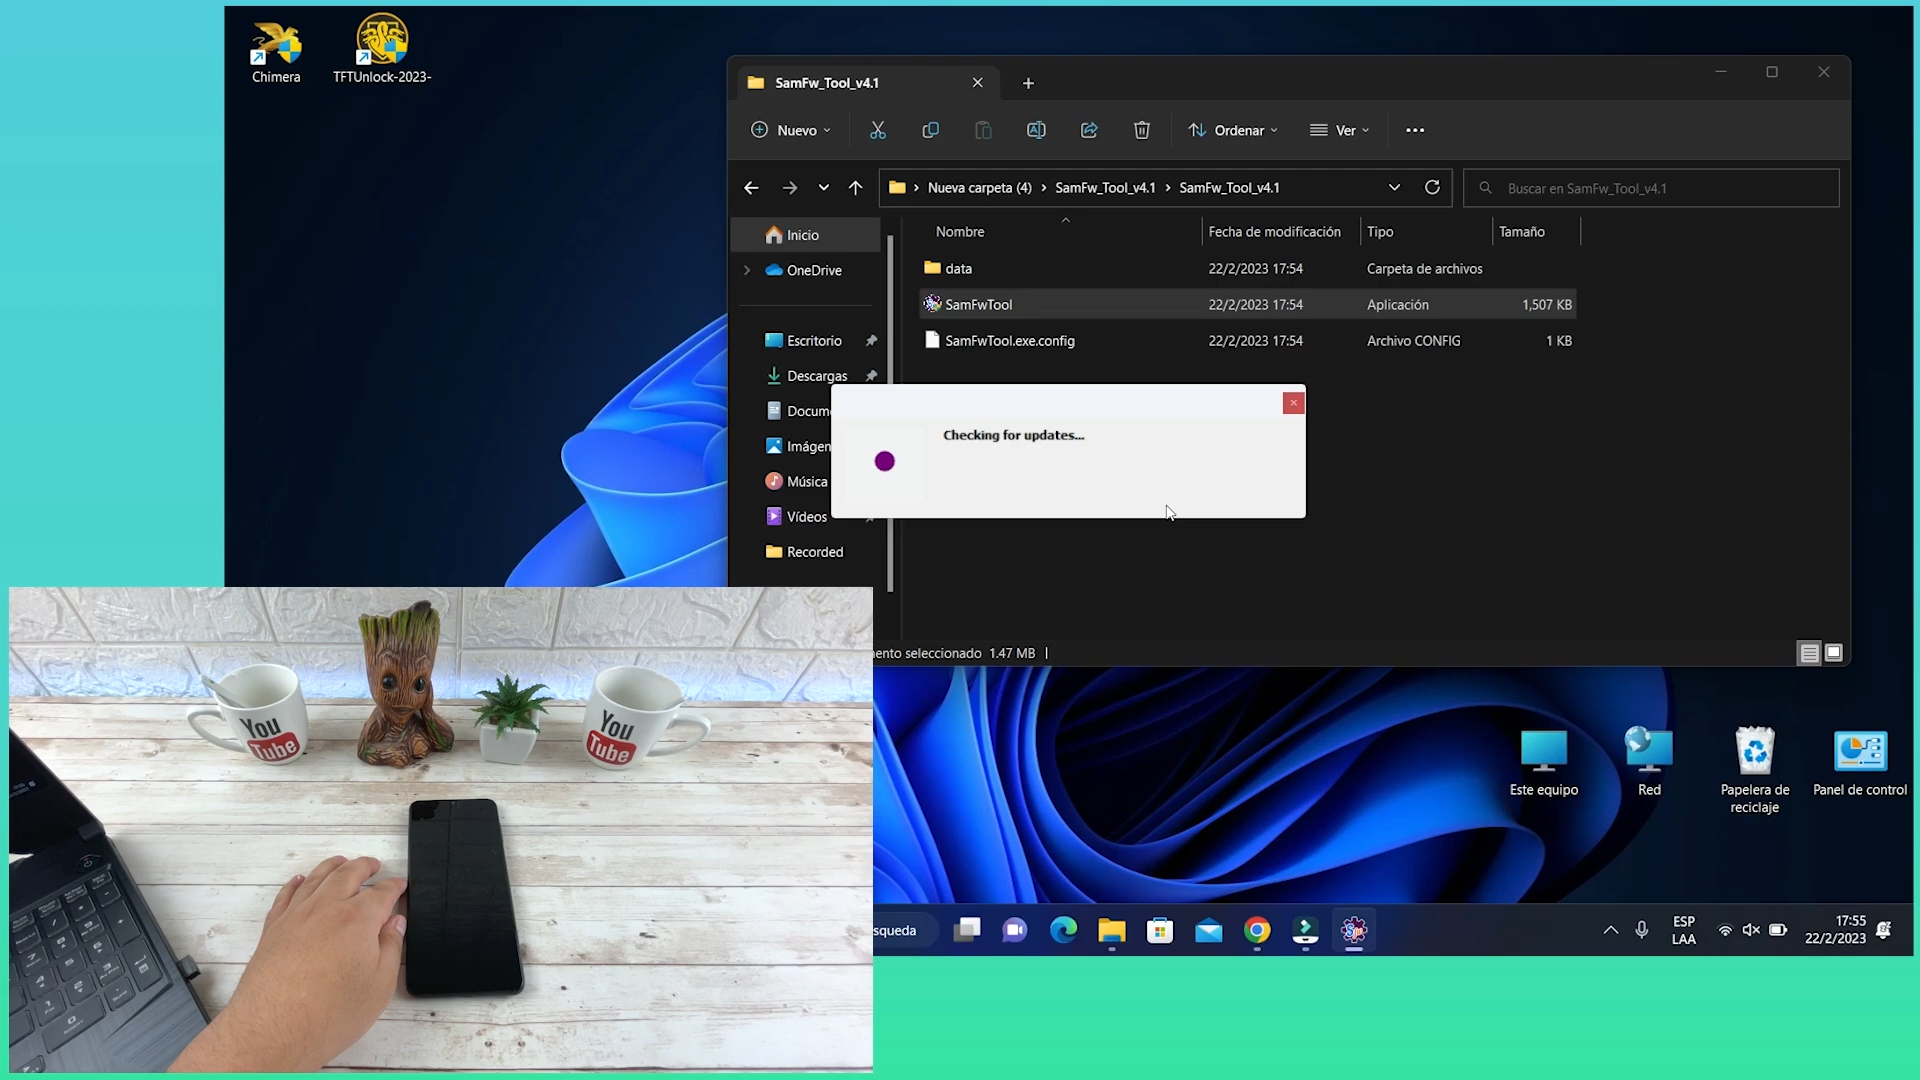 Chimera
TFTUnlock-2023-
SamFw_Tool_v4.1
Nuevo
Ordenar
Ver
Nueva carpeta (4) > SamFw_Tool_v4.1 > SamFw_Tool_v4.1
Buscar en SamFw_Tool_v4.1
Nombre
Fecha de modificación
Tipo
Tamaño
Inicio
OneDrive
Escritorio
Descargas
Docum
Imágen
Música
Vídeos
Recorded
data
22/2/2023 17:54
Carpeta de archivos
SamFwTool
22/2/2023 17:54
Aplicación
1,507 KB
SamFwTool.exe.config
22/2/2023 17:54
Archivo CONFIG
1 KB
Checking for updates...
ento seleccionado 1.47 MB
You
Tube
You
Tube
Este equipo
Red
Papelera de
reciclaje
Panel de control
squeda
ESP
LAA
17:55
22/2/2023